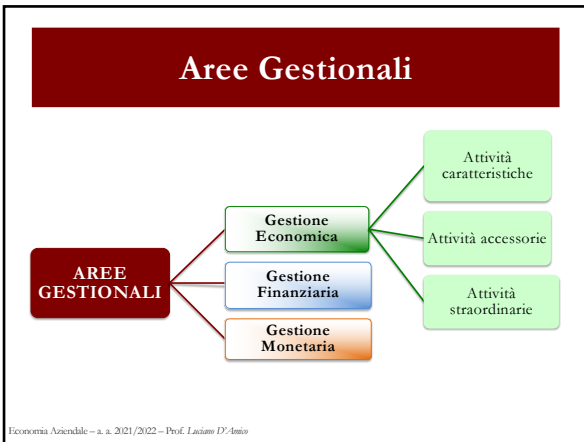 Aree Gestionali
AREE
GESTIONALI
Gestione
Economica
Gestione
Finanziaria
Gestione
Monetaria
Attività
caratteristiche
Attività accessorie
Attività
straordinarie
Economia Aziendale – a. a. 2021/2022 – Prof. Luciano D'Amico